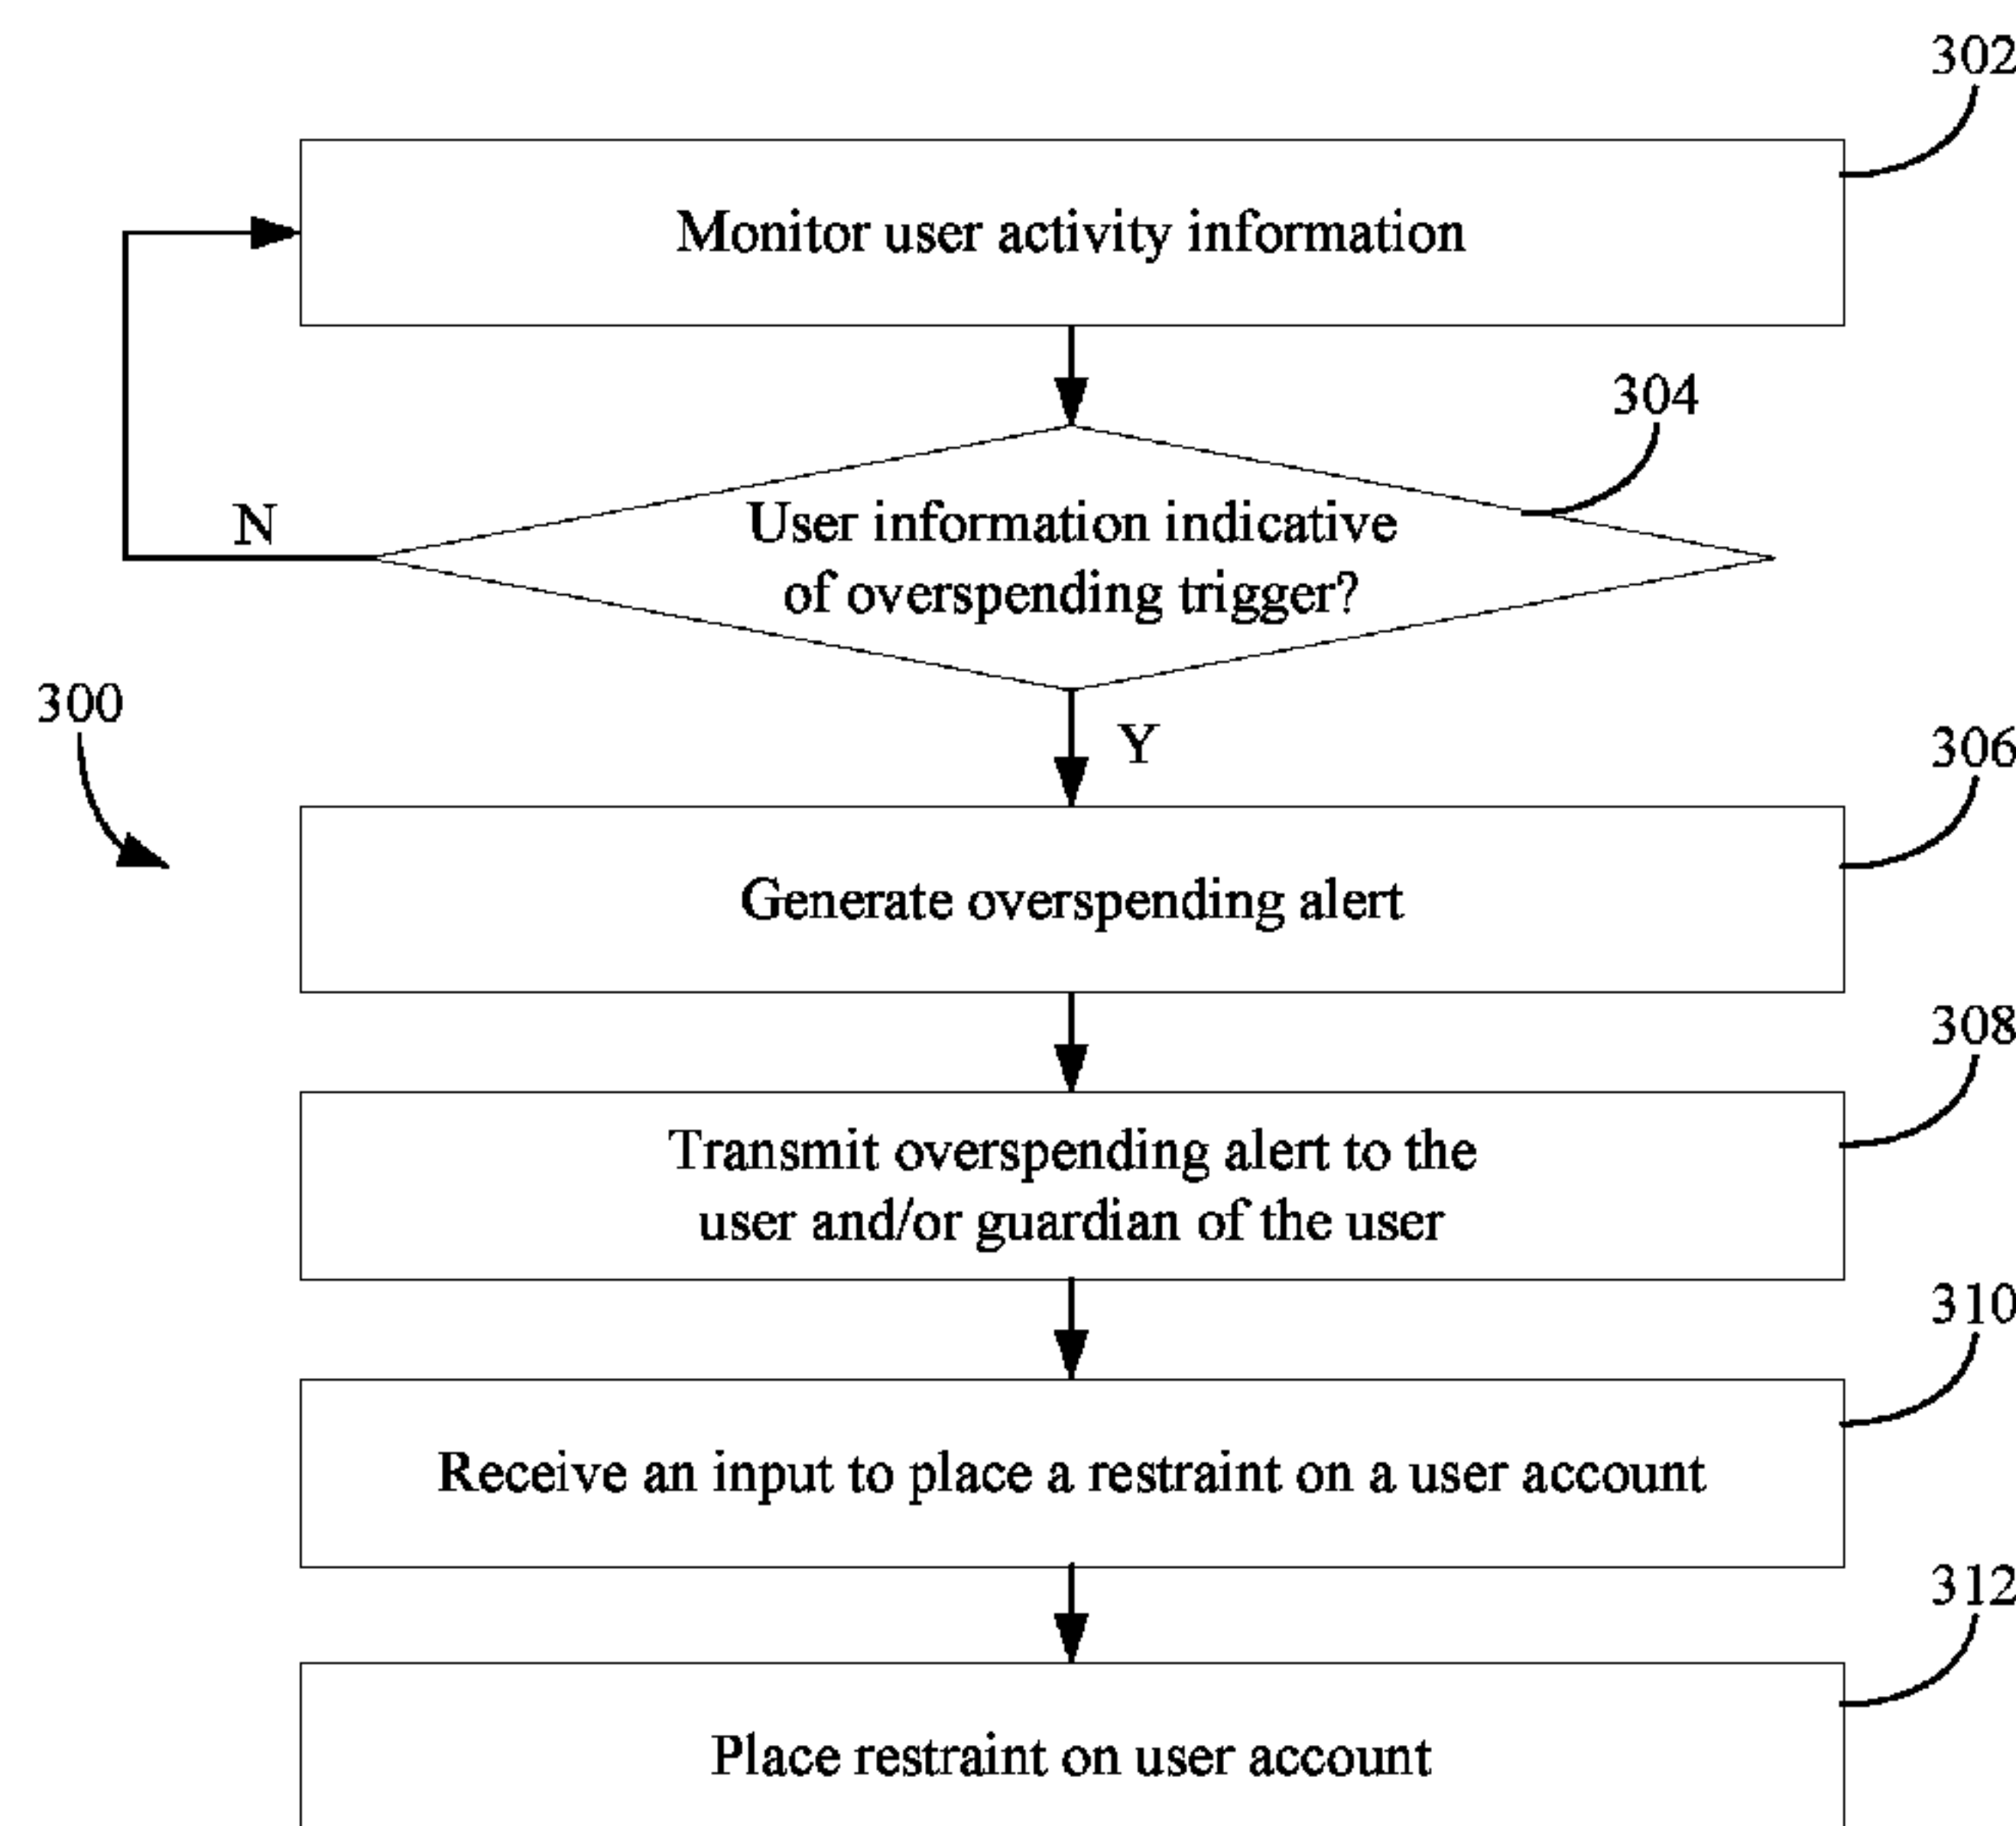 302
Monitor user activity information
304
User information indicative
of overspending trigger?
N
300
Y
306
Generate overspending alert
308
Transmit overspending alert to the
user and/or guardian of the user
310
Receive an input to place a restraint on a user account
312
Place restraint on user account